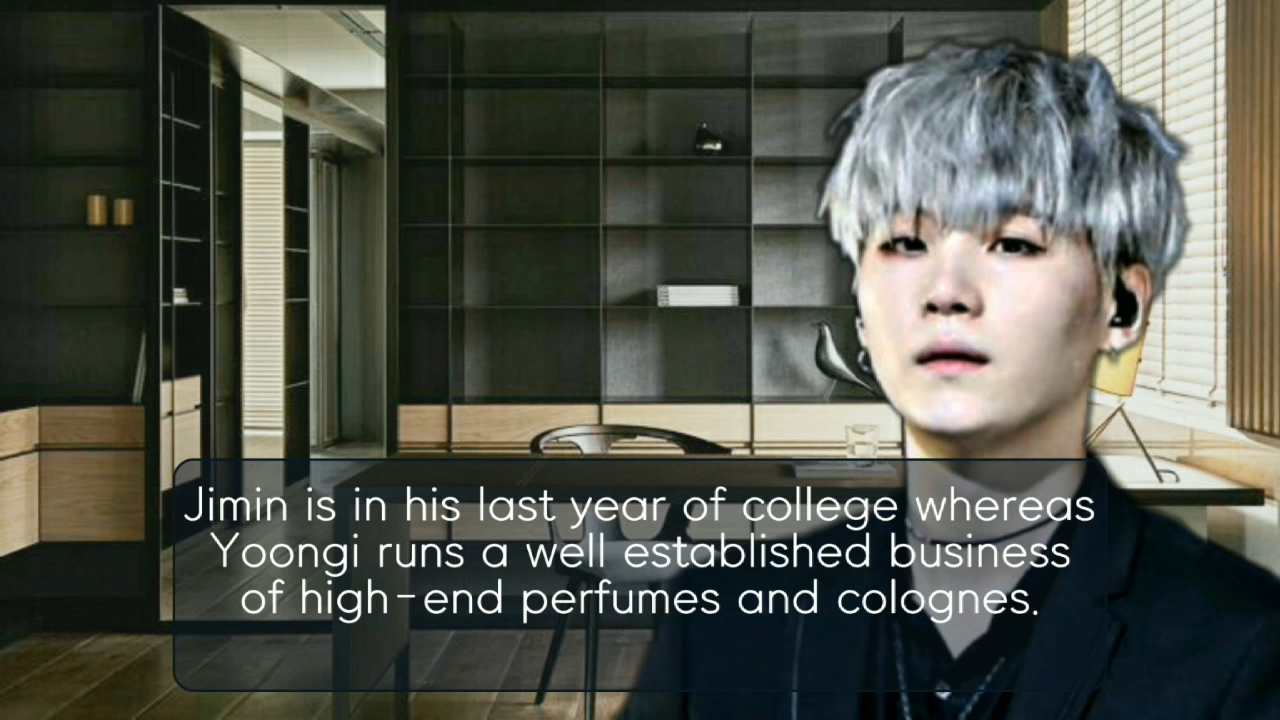 Jimin is in his last year of college whereas
Yoongi runs a well established business
of high-end perfumes and colognes.